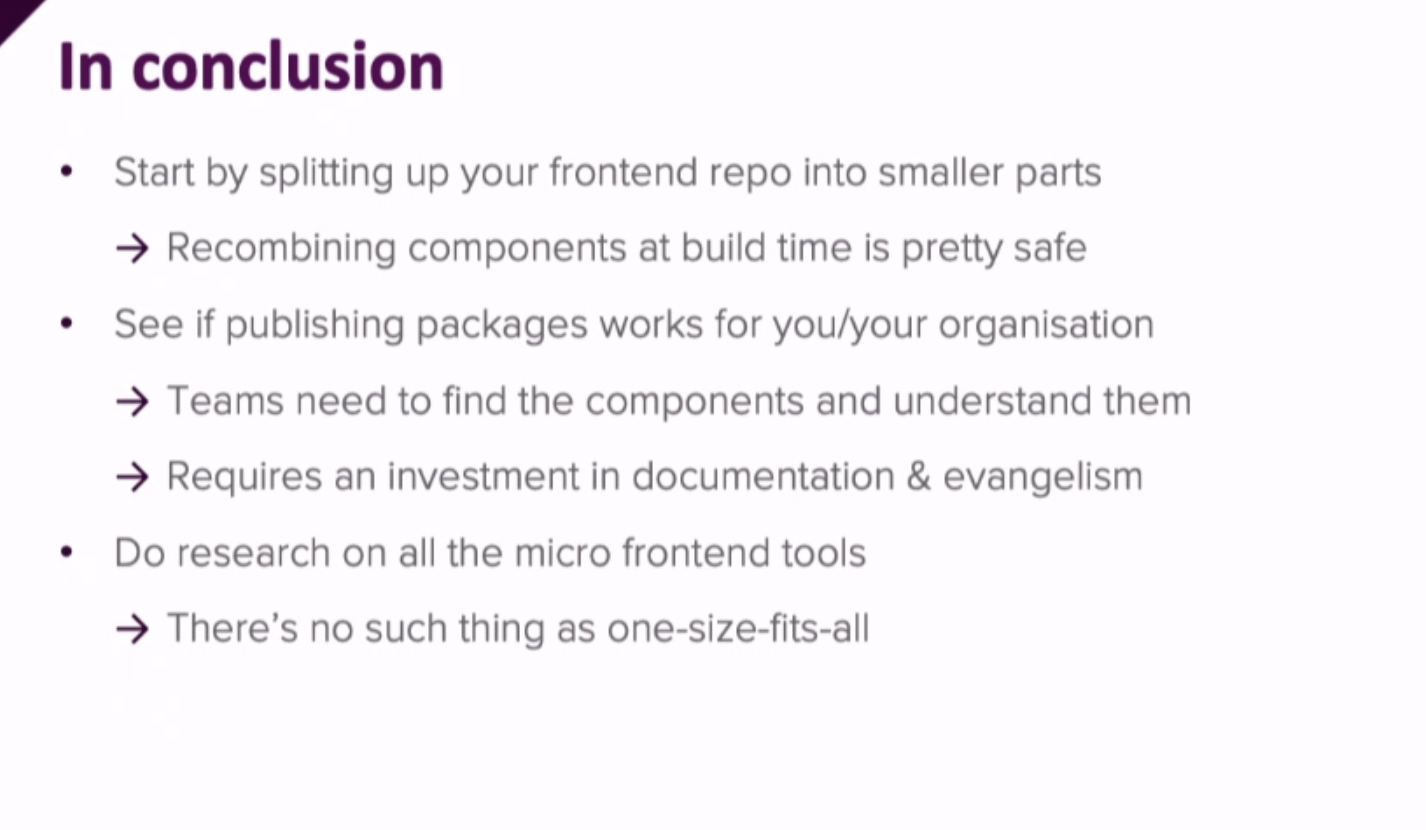 In conclusion
• Start by splitting up your frontend repo into smaller parts
→ Recombining components at build time is pretty safe
• See if publishing packages works for you/your organisation
→ Teams need to find the components and understand them
→ Requires an investment in documentation & evangelism
• Do research on all the micro frontend tools
→ There’s no such thing as one-size-fits-all